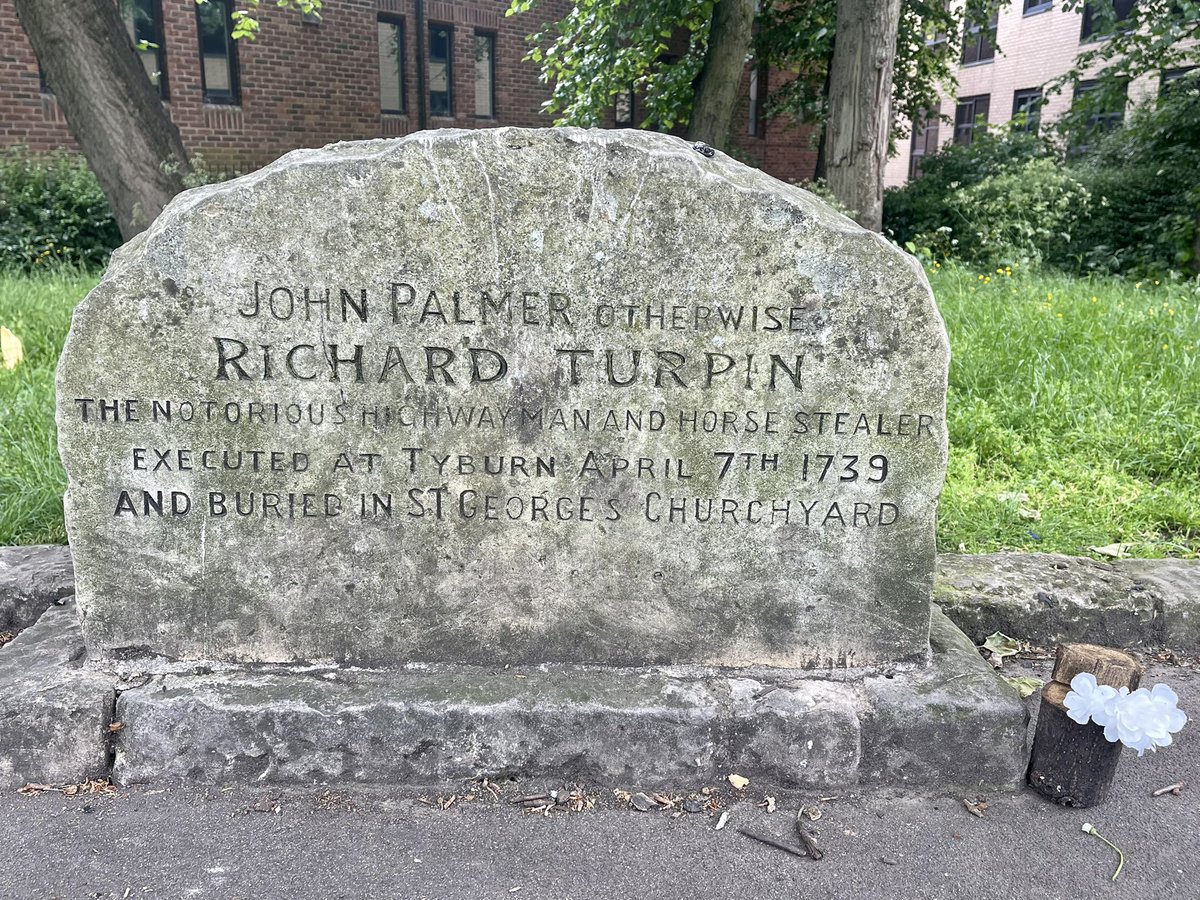 JOHN PALMER OTHERWISE
RICHARD TURPIN
THE NOTORIOUS HIGHWAYMAN AND HORSE STEALER
EXECUTED AT TYBURN APRIL 7TH 1739
AND BURIED IN ST GEORGE'S CHURCHYARD